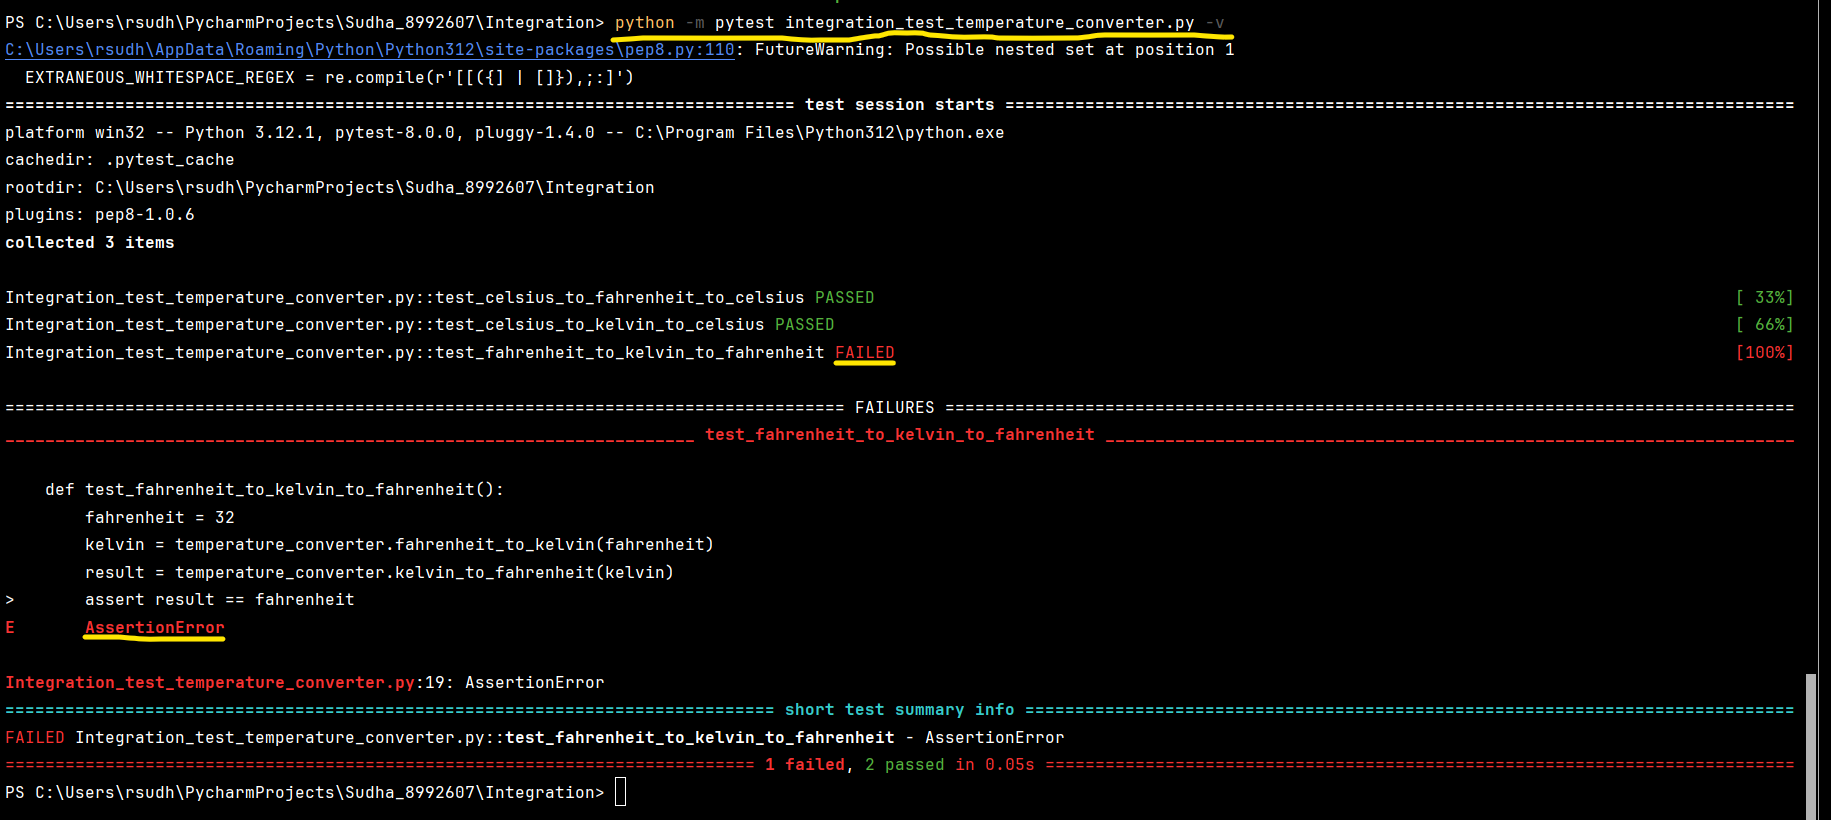 PS C:\Users\rsudh\PycharmProjects\Sudha_8992607\Integration> python -m pytest integration_test_temperature_converter.py -v
C:\Users\rsudh\AppData\Roaming\Python\Python312\site-packages\pep8.py:110: FutureWarning: Possible nested set at position 1
  EXTRANEOUS_WHITESPACE_REGEX = re.compile(r'[[({] | []}),;:]')
=============================================================================== test session starts ===============================================================================
platform win32 -- Python 3.12.1, pytest-8.0.0, pluggy-1.4.0 -- C:\Program Files\Python312\python.exe
cachedir: .pytest_cache
rootdir: C:\Users\rsudh\PycharmProjects\Sudha_8992607\Integration
plugins: pep8-1.0.6
collected 3 items

Integration_test_temperature_converter.py::test_celsius_to_fahrenheit_to_celsius PASSED [ 33%]
Integration_test_temperature_converter.py::test_celsius_to_kelvin_to_celsius PASSED [ 66%]
Integration_test_temperature_converter.py::test_fahrenheit_to_kelvin_to_fahrenheit FAILED [100%]

==================================================================================== FAILURES =====================================================================================
_____________________________________________________________________ test_fahrenheit_to_kelvin_to_fahrenheit _____________________________________________________________________

    def test_fahrenheit_to_kelvin_to_fahrenheit():
        fahrenheit = 32
        kelvin = temperature_converter.fahrenheit_to_kelvin(fahrenheit)
        result = temperature_converter.kelvin_to_fahrenheit(kelvin)
>       assert result == fahrenheit
E       AssertionError

Integration_test_temperature_converter.py:19: AssertionError
============================================================================= short test summary info =============================================================================
FAILED Integration_test_temperature_converter.py::test_fahrenheit_to_kelvin_to_fahrenheit - AssertionError
=========================================================================== 1 failed, 2 passed in 0.05s ===========================================================================
PS C:\Users\rsudh\PycharmProjects\Sudha_8992607\Integration>